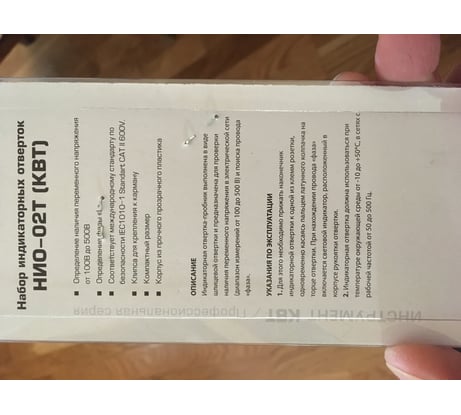 Набор индикаторных отверток
НИО-02Т (КВТ)
Определение наличия переменного напряжения
от 100В до 500В
Определение
соответствует международному стандарту по
безопасности IEC1010-1 Standart CAT II 600V.
Клипса для крепления к карману
Компактный размер
Корпус из прочного прозрачного пластика
ОПИСАНИЕ
Индикаторная отвертка-пробник выполнена в виде
шлицевой отвертки и предназначена для проверки
наличия переменного напряжения в электрической сети
(диапазон измерений от 100 до 500 В) и поиска провода
«фаза».
УКАЗАНИЯ ПО ЭКСПЛУАТАЦИИ
1. Для этого необходимо прижать наконечник
индикаторной отвертки к одной из клемм розетки,
одновременно касаясь пальцем латунного колпачка на
торце отвертки. При нахождении провода «фаза»
включается световой индикатор, расположенный в
корпусе рукоятки отвертки.
2. Индикаторная отвертка должна использоваться при
температуре окружающей среды от -10 до +50°С, в сетях с
рабочей частотой от 50 до 500 Гц.
ИНСТРУМЕНТ КВТ \ Профессиональная серия